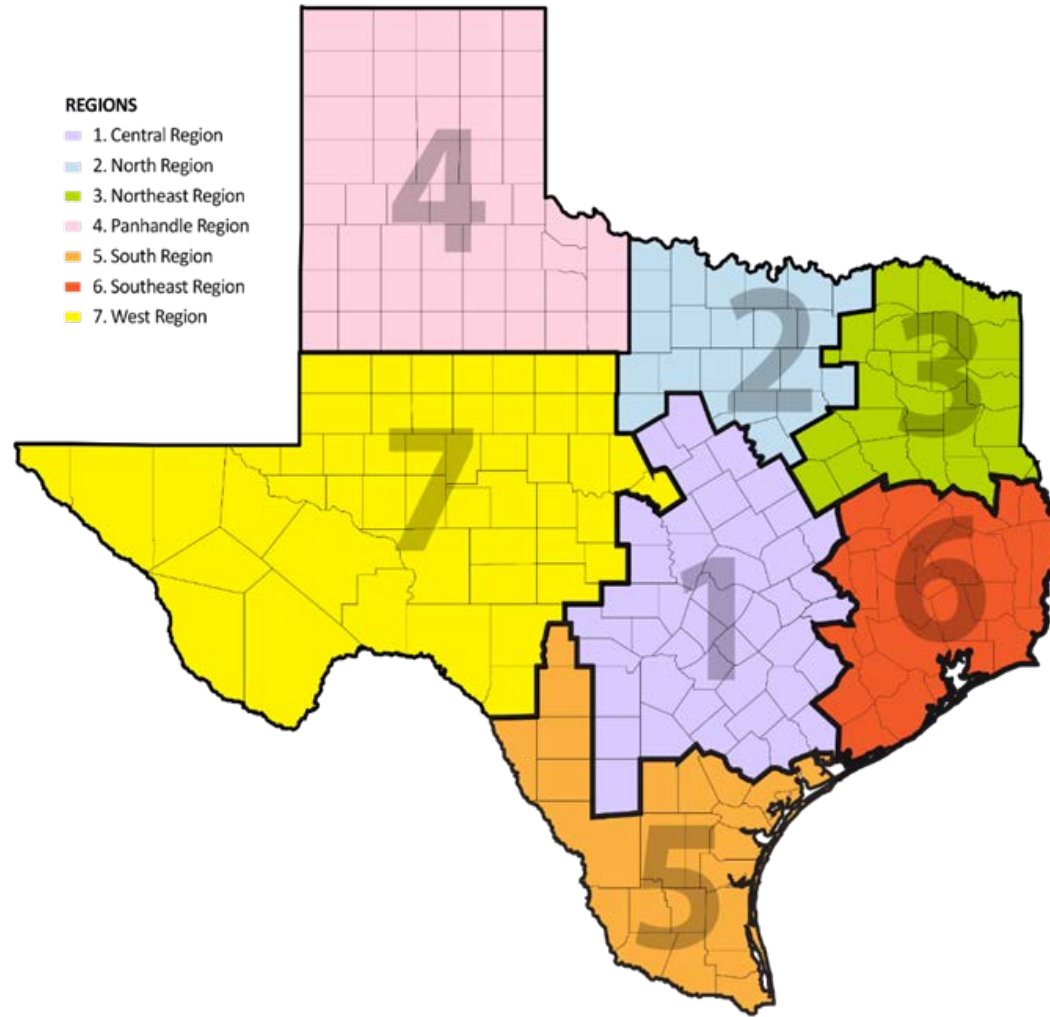 REGIONS
1. Central Region
2. North Region
3. Northeast Region
4. Panhandle Region
5. South Region
6. Southeast Region
7. West Region
4
2
3
7
6
1
5